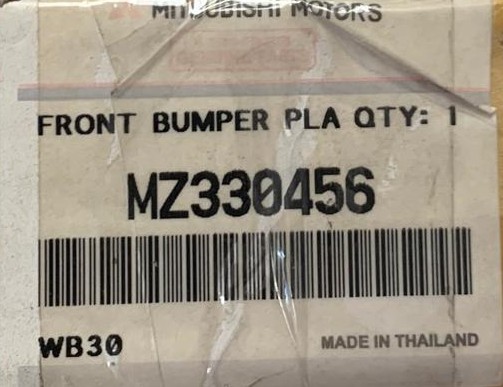 MITSUBISHI MOTORS
FRONT BUMPER PLA QTY: 1
MZ330456
WB30
MADE IN THAILAND